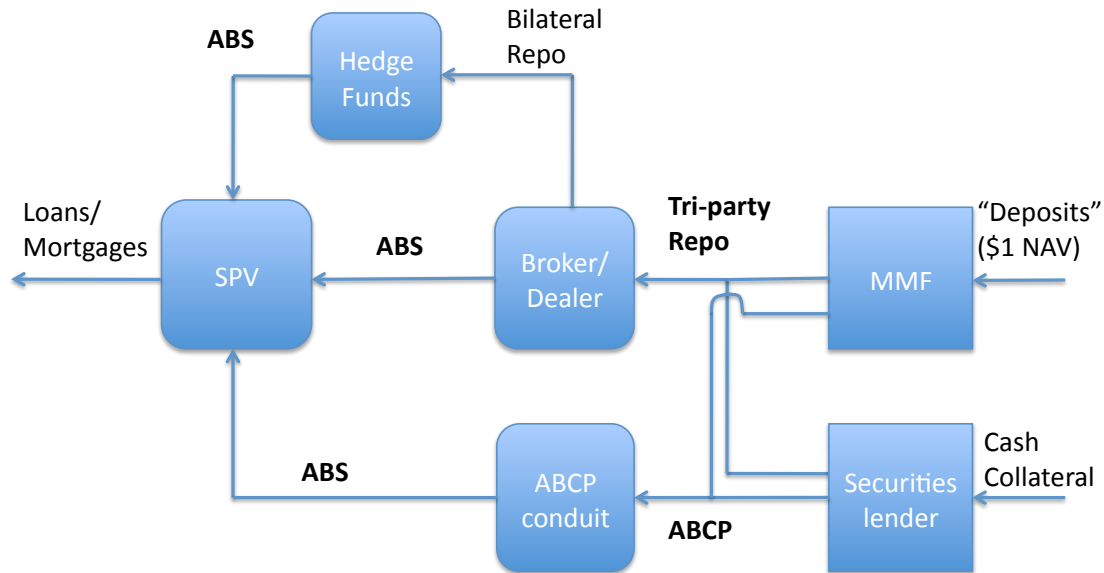 ABS
Bilateral
Repo
Hedge
Funds
Loans/
Mortgages
SPV
ABS
Broker/
Dealer
Tri-party
Repo
MMF
“Deposits”
($1 NAV)
ABS
ABCP
conduit
ABCP
Securities
lender
Cash
Collateral